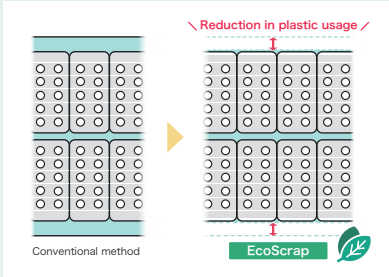 \ Reduction in plastic usage /
Conventional method
EcoScrap